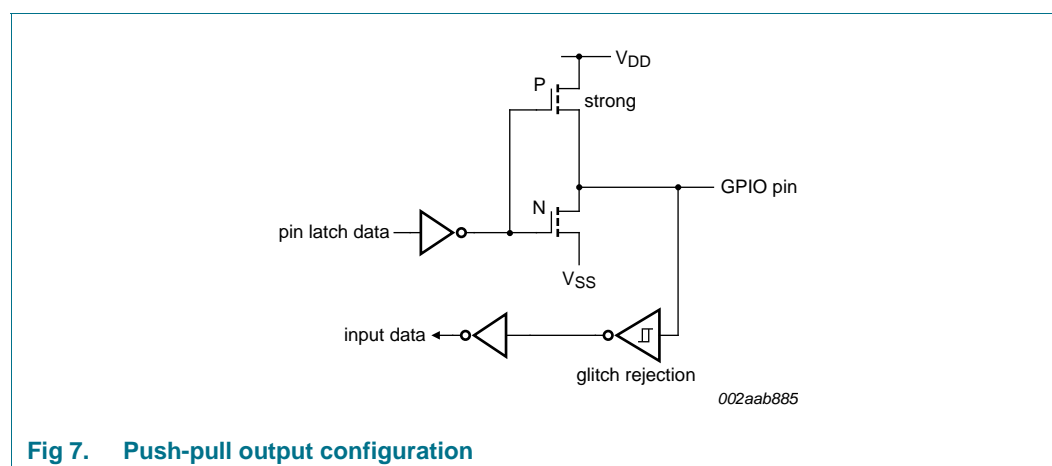 VDD
P
strong
GPIO pin
N
pin latch data
VSS
input data
glitch rejection
002aab885
Fig 7. Push-pull output configuration